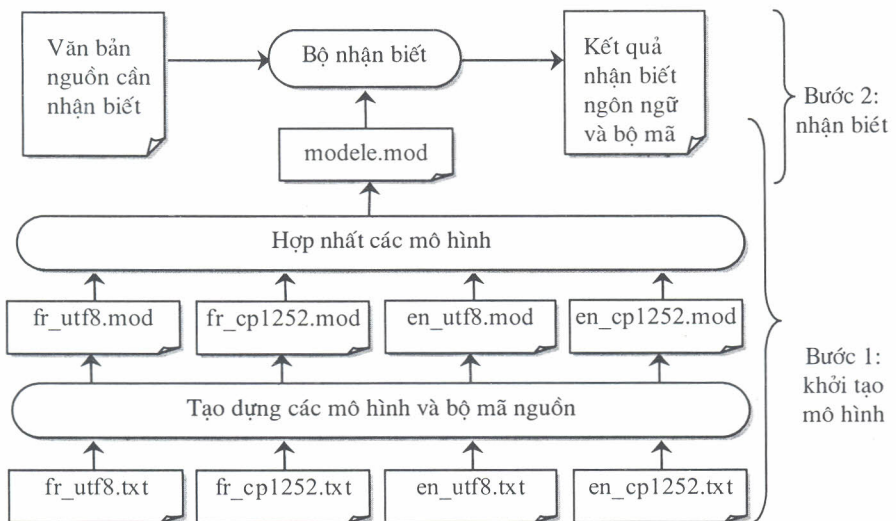 Văn bản
nguồn cần
nhận biết
Bộ nhận biết
Kết quả
nhận biết
ngôn ngữ
và bộ mã
Bước 2:
nhận biét
modele.mod
Hợp nhất các mô hình
fr_utf8.mod
fr_cp1252.mod
en_utf8.mod
en_cp1252.mod
Bước 1:
khởi tạo
mô hình
Tạo dựng các mô hình và bộ mã nguồn
fr_utf8.txt
fr_cp1252.txt
en_utf8.txt
en_cp1252.txt